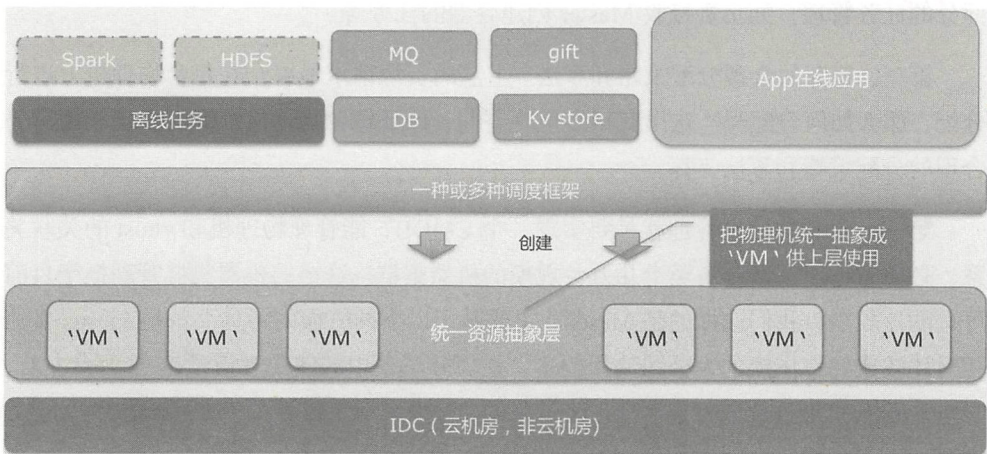 Spark
HDFS
MQ
gift
App在线应用
离线任务
DB
Kv store
一种或多种调度框架
创建
把物理机统一抽象成
‵VM‵供上层使用
‵VM‵
‵VM‵
‵VM‵
统一资源抽象层
‵VM‵
‵VM‵
‵VM‵
IDC(云机房,非云机房)